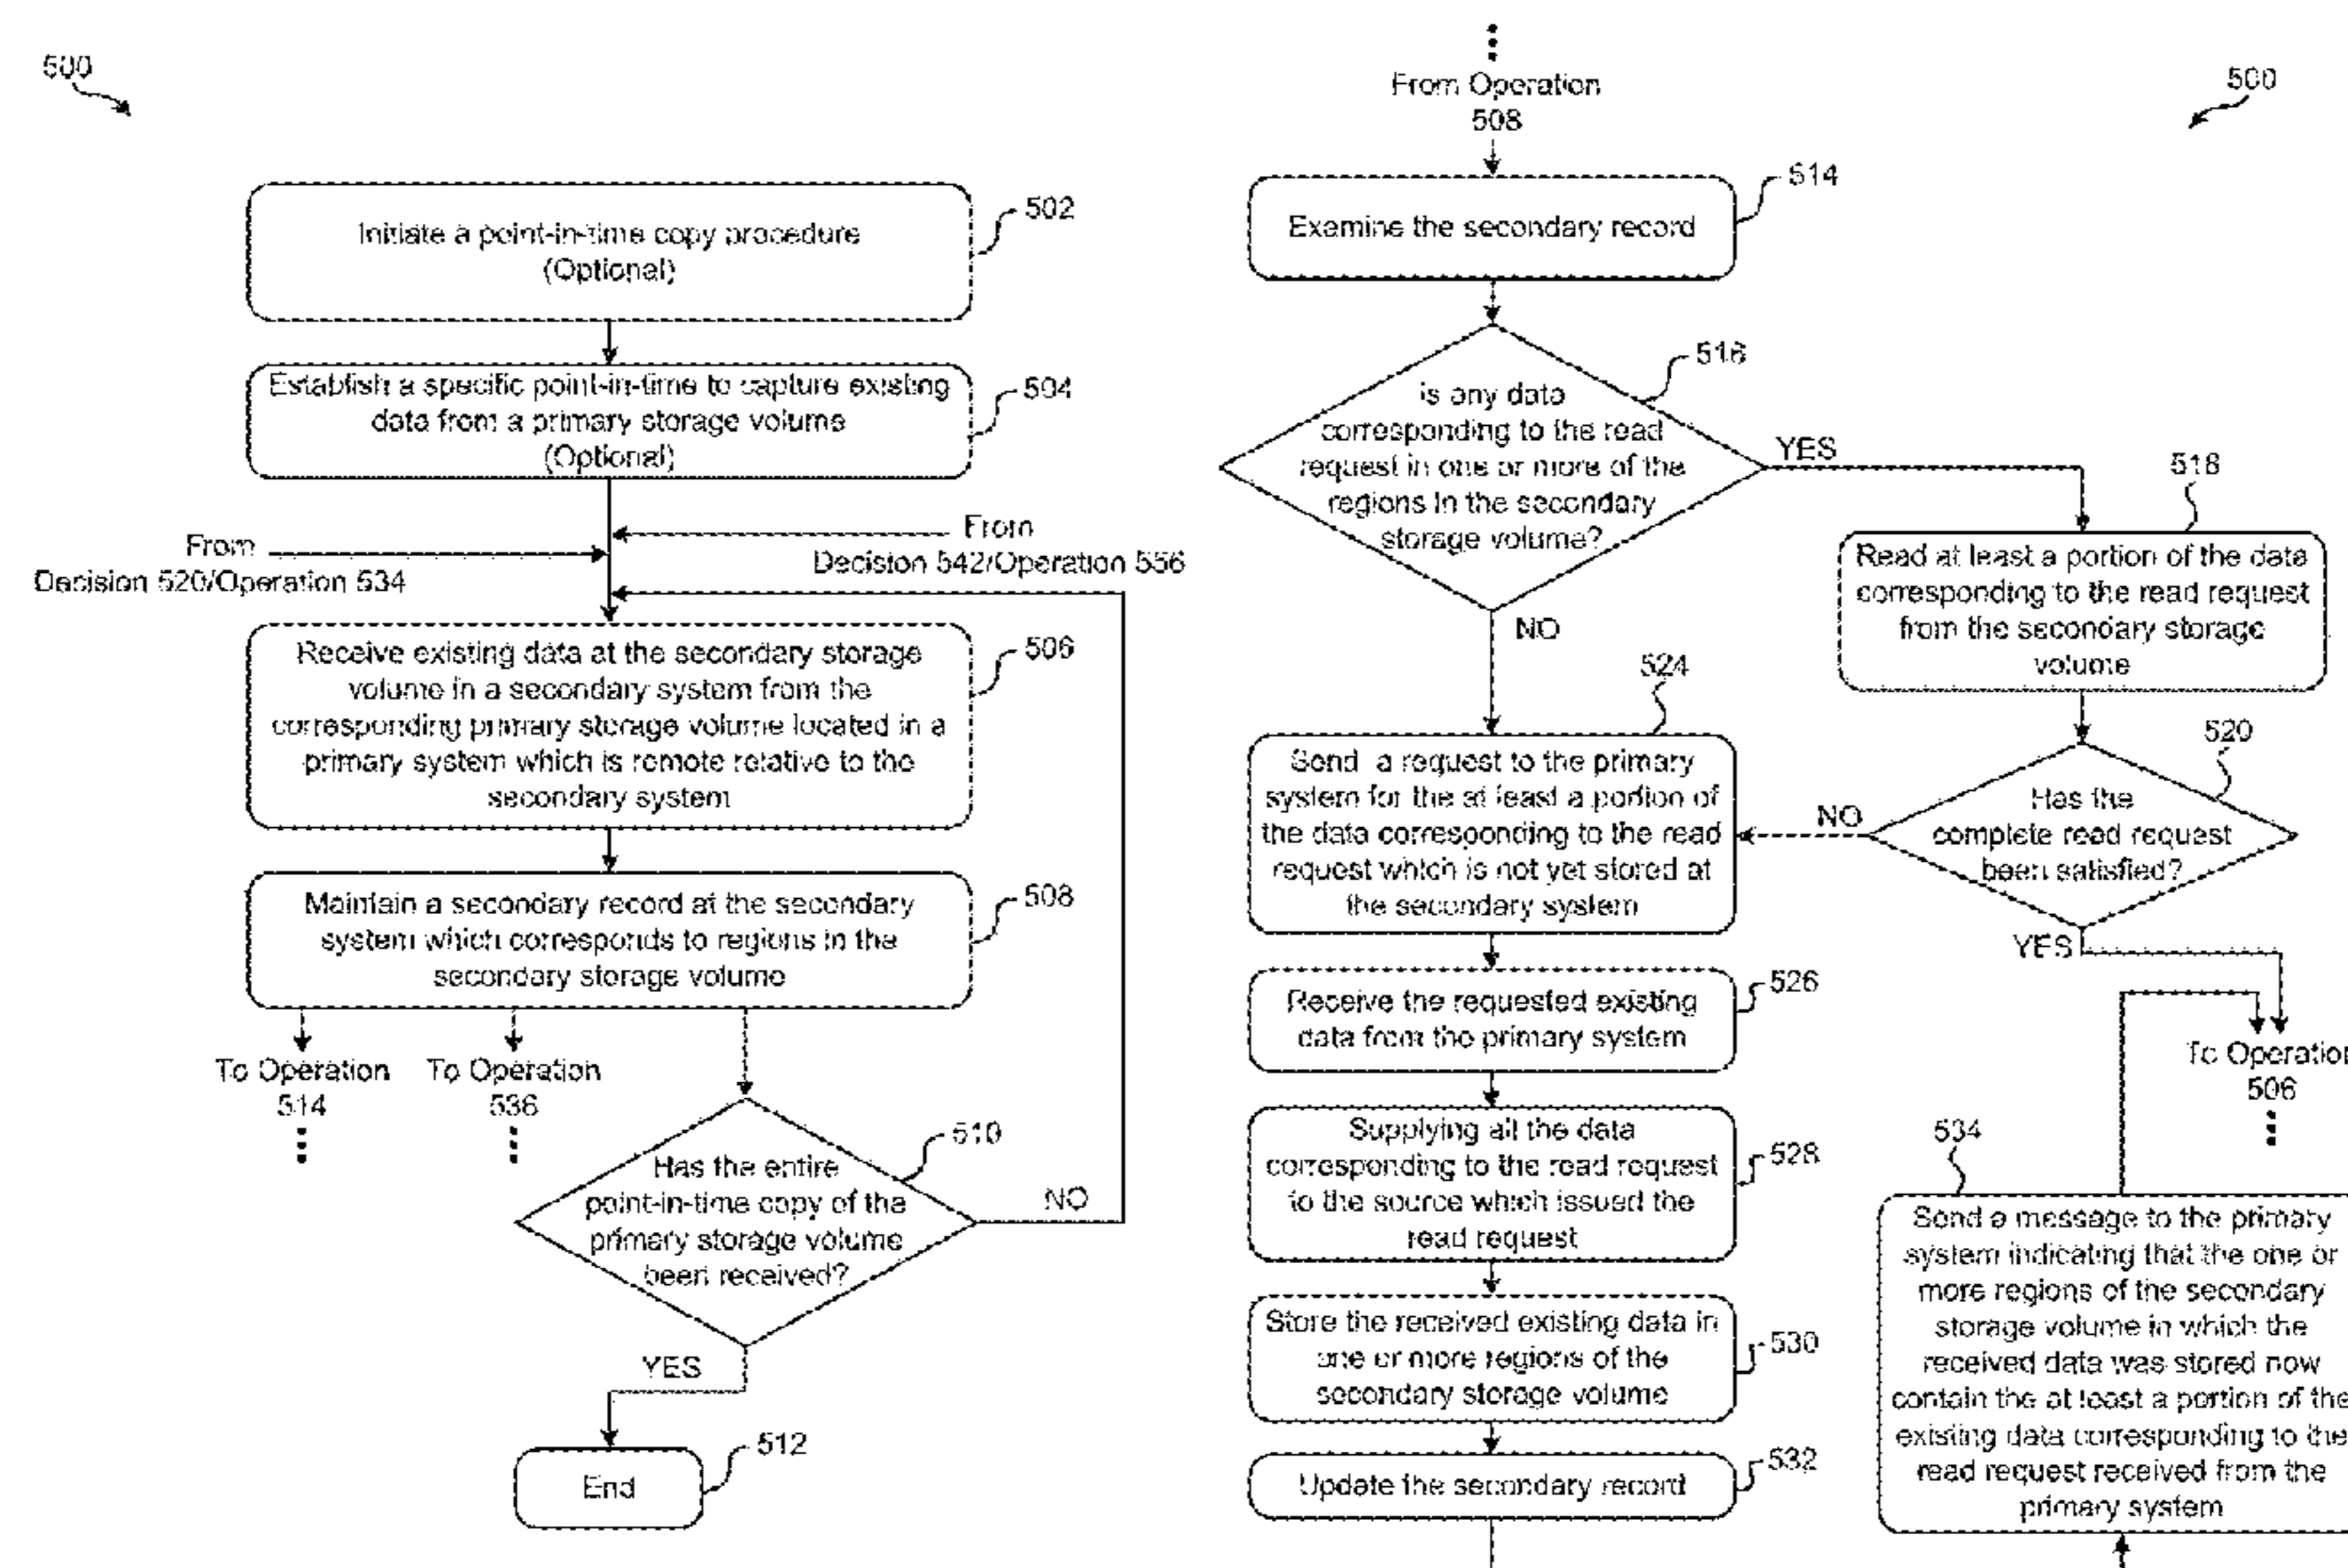 500
Initiate a point-in-time copy procedure
(Optional)
502
Establish a specific point-in-time to capture existing
data from a primary storage volume
(Optional)
504
From
Decision 520/Operation 534
From
Decision 542/Operation 556
Receive existing data at the secondary storage
volume in a secondary system from the
corresponding primary storage volume located in a
primary system which is remote relative to the
secondary system
506
Maintain a secondary record at the secondary
system which corresponds to regions in the
secondary storage volume
508
To Operation
514
To Operation
536
Has the entire
point-in-time copy of the
primary storage volume
been received?
510
NO
YES
End
512
From Operation
508
500
Examine the secondary record
514
Is any data
corresponding to the read
request in one or more of the
regions in the secondary
storage volume?
516
YES
NO
518
Read at least a portion of the data
corresponding to the read request
from the secondary storage
volume
524
Send a request to the primary
system for the at least a portion of
the data corresponding to the read
request which is not yet stored at
the secondary system
520
Has the
complete read request
been satisfied?
NO
YES
Receive the requested existing
data from the primary system
526
To Operation
506
Supplying all the data
corresponding to the read request
to the source which issued the
read request
528
Store the received existing data in
one or more regions of the
secondary storage volume
530
Update the secondary record
532
534
Send a message to the primary
system indicating that the one or
more regions of the secondary
storage volume in which the
received data was stored now
contain the at least a portion of the
existing data corresponding to the
read request received from the
primary system